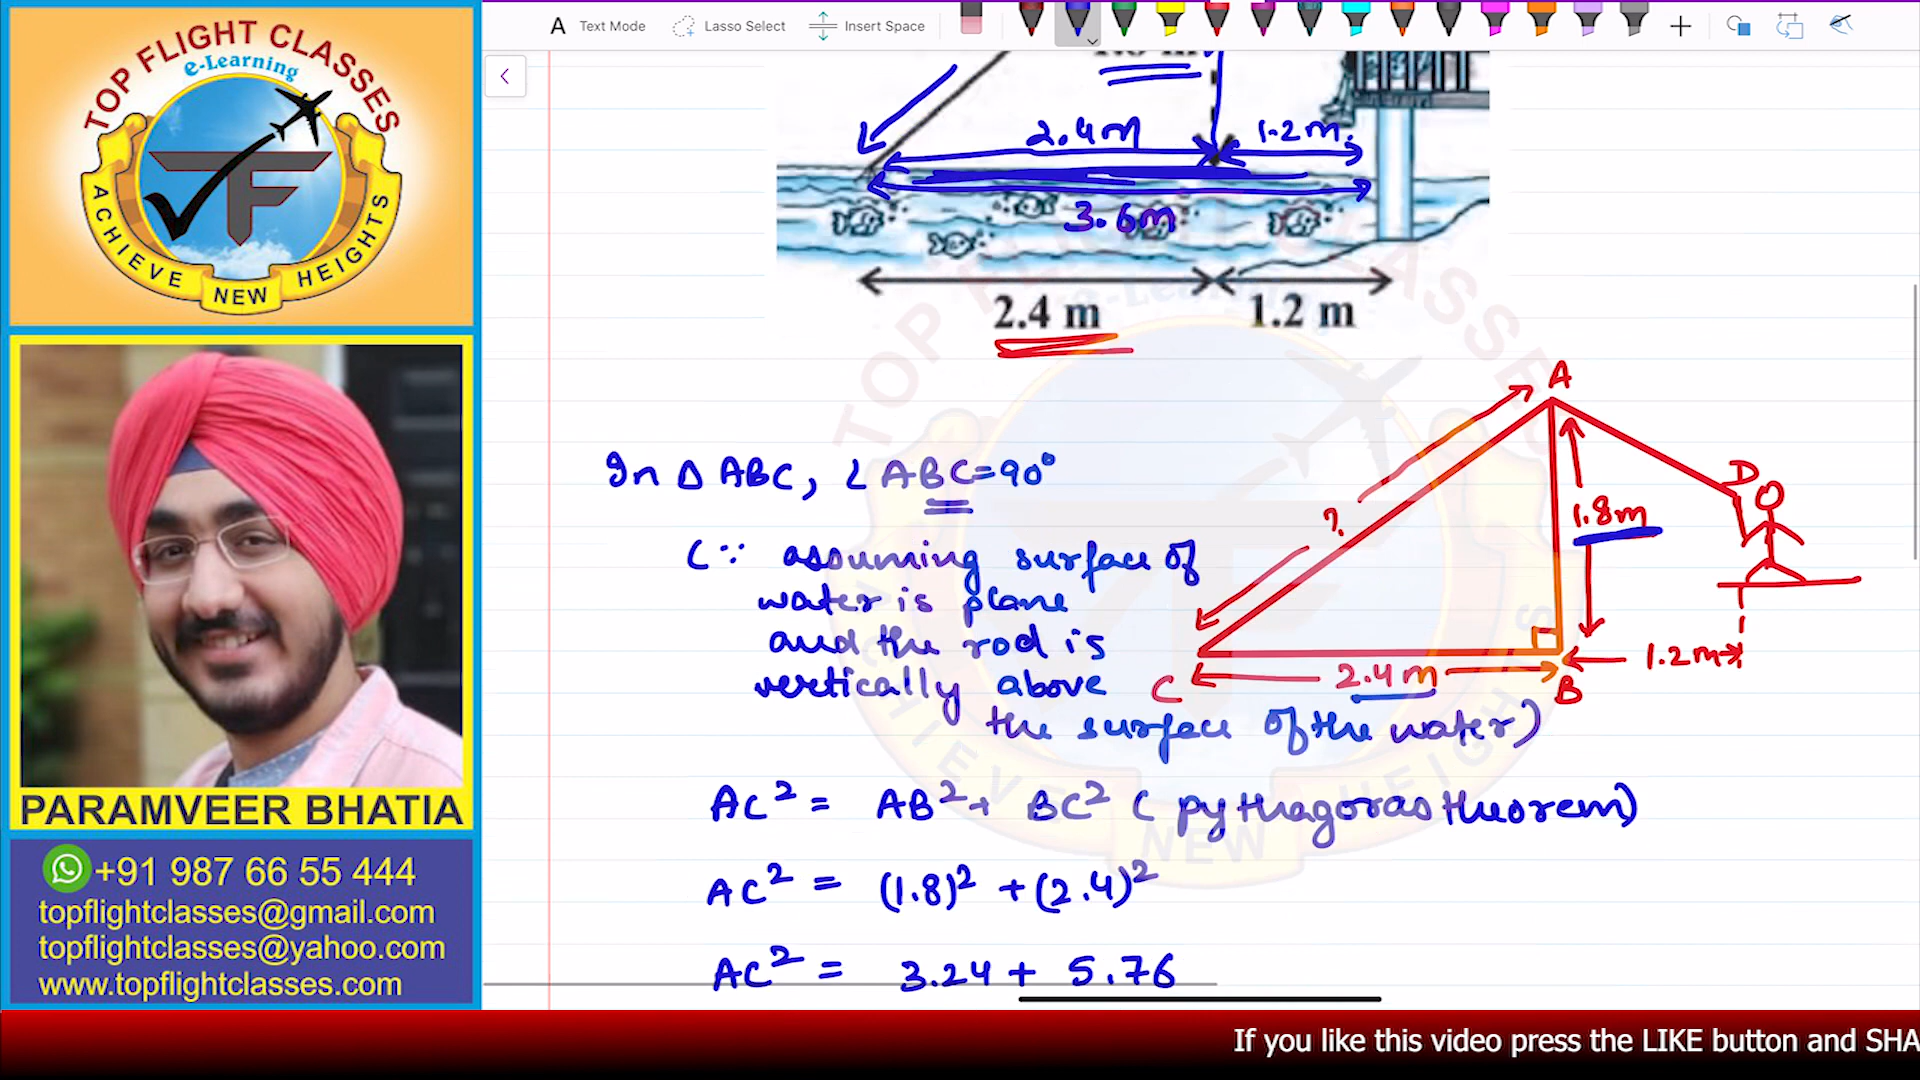 TOP FLIGHT CLASSES
e-Learning
TF
ACHIEVE NEW HEIGHTS
PARAMVEER BHATIA
+91 987 66 55 444
topflightclasses@gmail.com
topflightclasses@yahoo.com
www.topflightclasses.com
A Text Mode
Lasso Select
Insert Space
2.4m
1.2m.
3.6m
2.4 m
1.2 m
In Δ ABC, ∠ABC=90°
(∵ assuming surface of
water is plane
and the rod is
vertically above
the surface of the water)
A
D
?
1.8m
2.4m
1.2m
C
B
AC² = AB² + BC² (pythagoras theorem)
AC² = (1.8)² + (2.4)²
AC² = 3.24 + 5.76
If you like this video press the LIKE button and SHA